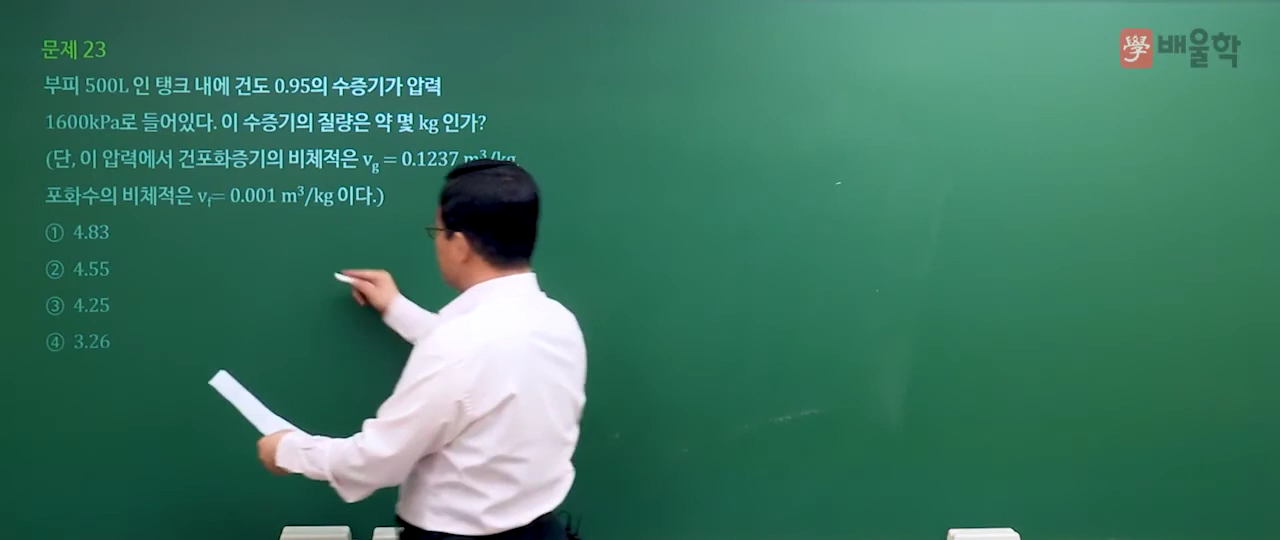 문제 23
부피 500L 인 탱크 내에 건도 0.95의 수증기가 압력
1600kPa로 들어있다. 이 수증기의 질량은 약 몇 kg 인가?
(단, 이 압력에서 건포화증기의 비체적은 vg = 0.1237 m³/kg,
포화수의 비체적은 vf= 0.001 m³/kg 이다.)
① 4.83
② 4.55
③ 4.25
④ 3.26
學 배울학